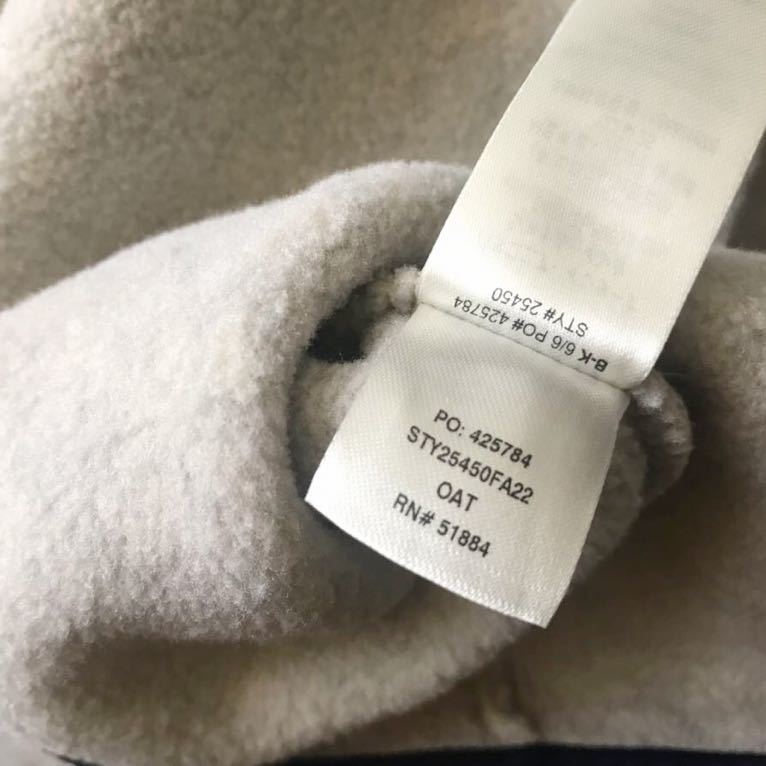 B-K 6/6 PO# 425784
STY# 25450
PO: 425784
STY25450FA22
OAT
RN# 51884